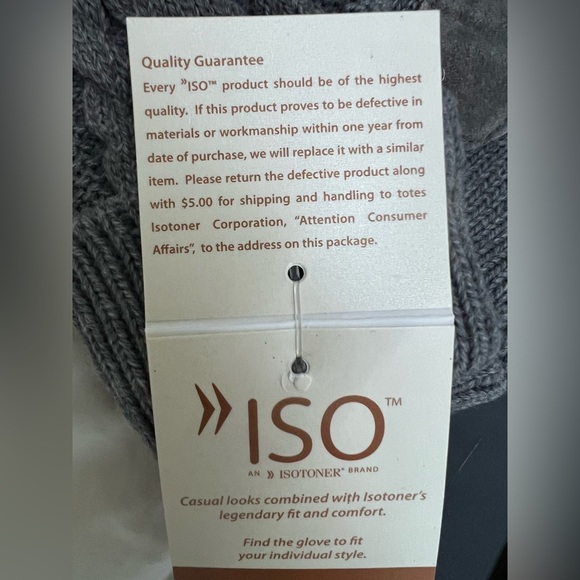 Quality Guarantee
Every »ISO™ product should be of the highest
quality. If this product proves to be defective in
materials or workmanship within one year from
date of purchase, we will replace it with a similar
item. Please return the defective product along
with $5.00 for shipping and handling to totes
Isotoner Corporation, “Attention Consumer
Affairs”, to the address on this package.
»ISO™
AN » ISOTONER® BRAND
Casual looks combined with Isotoner's
legendary fit and comfort.
Find the glove to fit
your individual style.